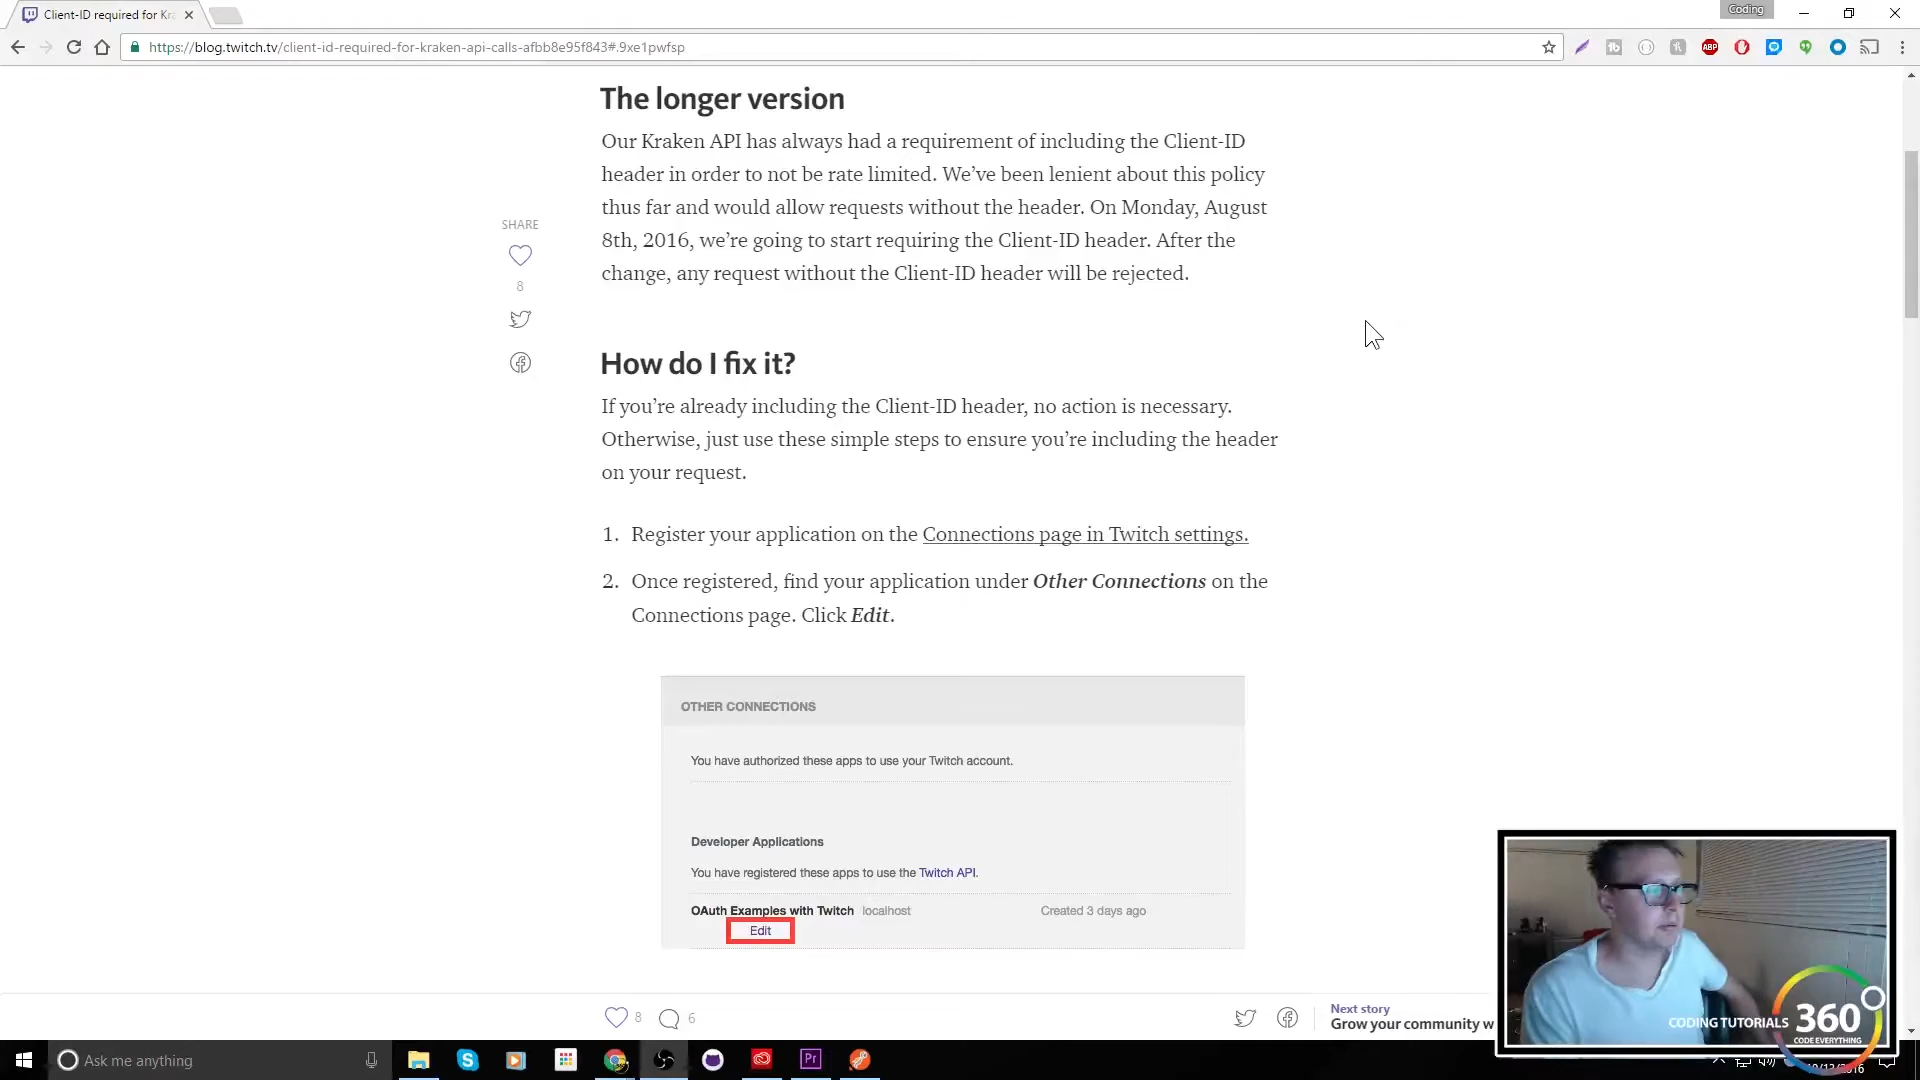 Client-ID required for Kra
Coding
https://blog.twitch.tv/client-id-required-for-kraken-api-calls-afbb8e95f843#.9xe1pwfsp
ABP
The longer version
Our Kraken API has always had a requirement of including the Client-ID
header in order to not be rate limited. We’ve been lenient about this policy
thus far and would allow requests without the header. On Monday, August
8th, 2016, we’re going to start requiring the Client-ID header. After the
change, any request without the Client-ID header will be rejected.
SHARE
8
How do I fix it?
If you’re already including the Client-ID header, no action is necessary.
Otherwise, just use these simple steps to ensure you’re including the header
on your request.
1. Register your application on the Connections page in Twitch settings.
2. Once registered, find your application under Other Connections on the
Connections page. Click Edit.
OTHER CONNECTIONS
You have authorized these apps to use your Twitch account.
Developer Applications
You have registered these apps to use the Twitch API.
OAuth Examples with Twitch localhost Created 3 days ago
Edit
8 6
Next story
Grow your community w
CODING TUTORIALS 360
CODE EVERYTHING
Ask me anything
Pr